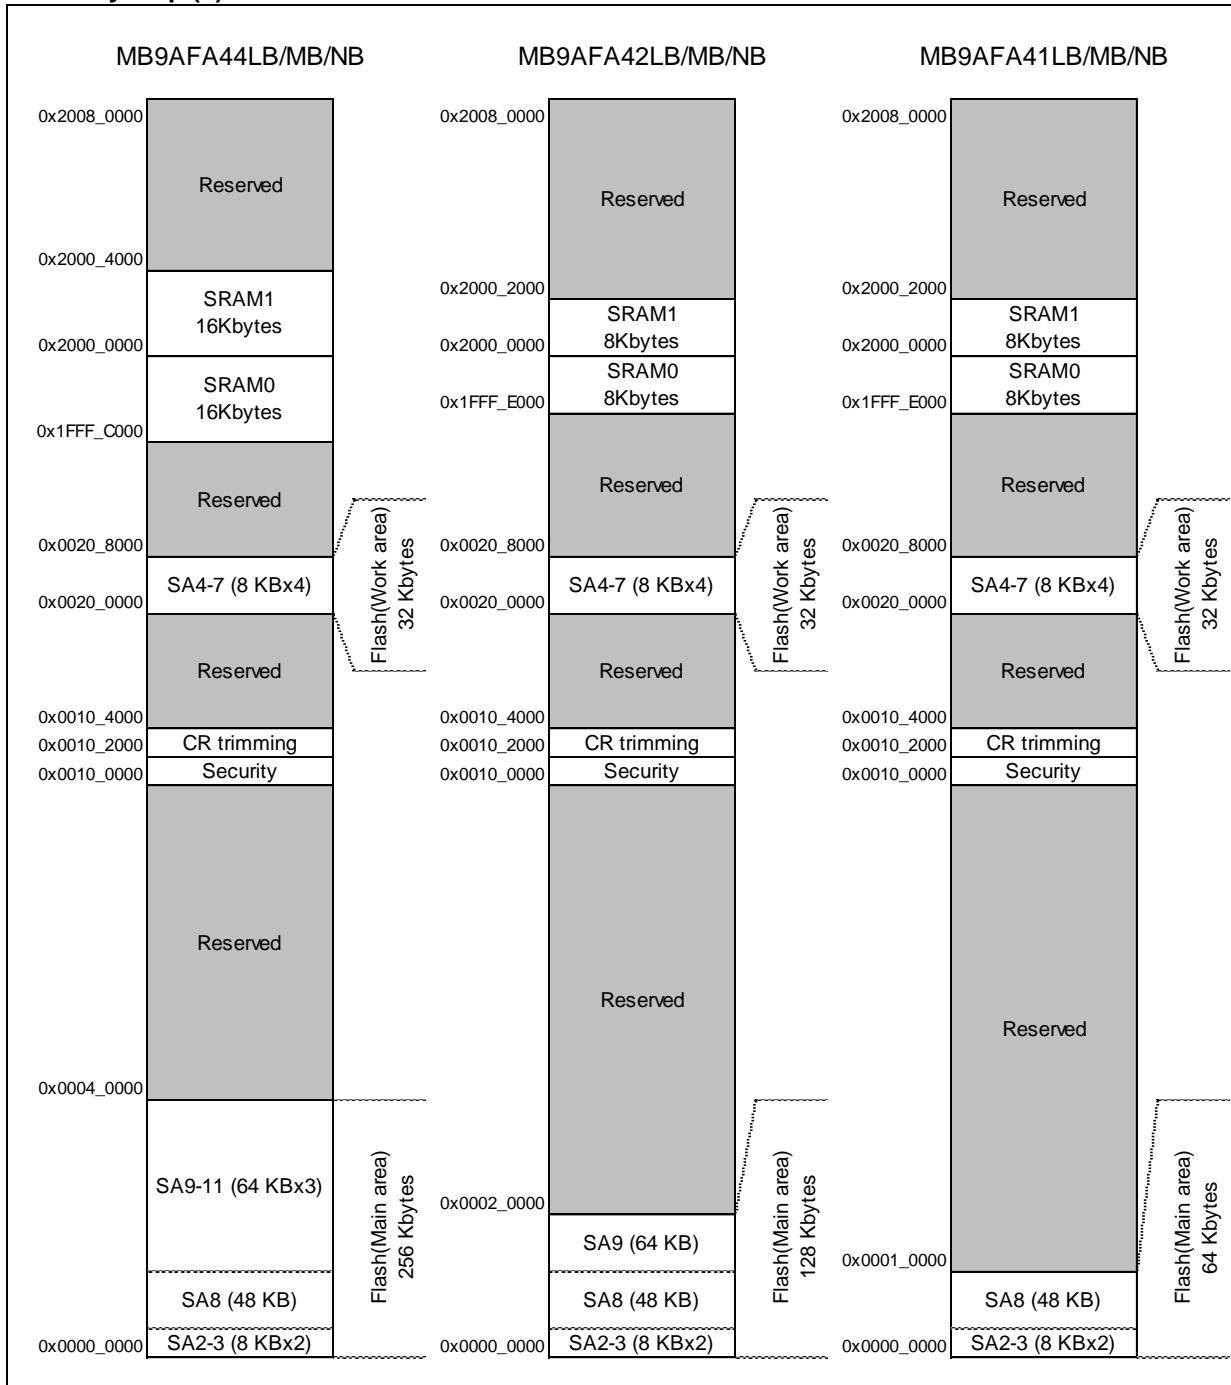 MB9AFA44LB/MB/NB
0x2008_0000
Reserved
0x2000_4000
SRAM1
16Kbytes
0x2000_0000
SRAM0
16Kbytes
0x1FFF_C000
Reserved
0x0020_8000
SA4-7 (8 KBx4)
0x0020_0000
Flash(Work area)
32 Kbytes
Reserved
0x0010_4000
CR trimming
0x0010_2000
Security
0x0010_0000
Reserved
0x0004_0000
SA9-11 (64 KBx3)
Flash(Main area)
256 Kbytes
SA8 (48 KB)
SA2-3 (8 KBx2)
0x0000_0000
MB9AFA42LB/MB/NB
0x2008_0000
Reserved
0x2000_2000
SRAM1
8Kbytes
0x2000_0000
SRAM0
8Kbytes
0x1FFF_E000
Reserved
0x0020_8000
SA4-7 (8 KBx4)
0x0020_0000
Flash(Work area)
32 Kbytes
Reserved
0x0010_4000
CR trimming
0x0010_2000
Security
0x0010_0000
Reserved
0x0002_0000
SA9 (64 KB)
Flash(Main area)
128 Kbytes
SA8 (48 KB)
SA2-3 (8 KBx2)
0x0000_0000
MB9AFA41LB/MB/NB
0x2008_0000
Reserved
0x2000_2000
SRAM1
8Kbytes
0x2000_0000
SRAM0
8Kbytes
0x1FFF_E000
Reserved
0x0020_8000
SA4-7 (8 KBx4)
0x0020_0000
Flash(Work area)
32 Kbytes
Reserved
0x0010_4000
CR trimming
0x0010_2000
Security
0x0010_0000
Reserved
0x0001_0000
Flash(Main area)
64 Kbytes
SA8 (48 KB)
SA2-3 (8 KBx2)
0x0000_0000